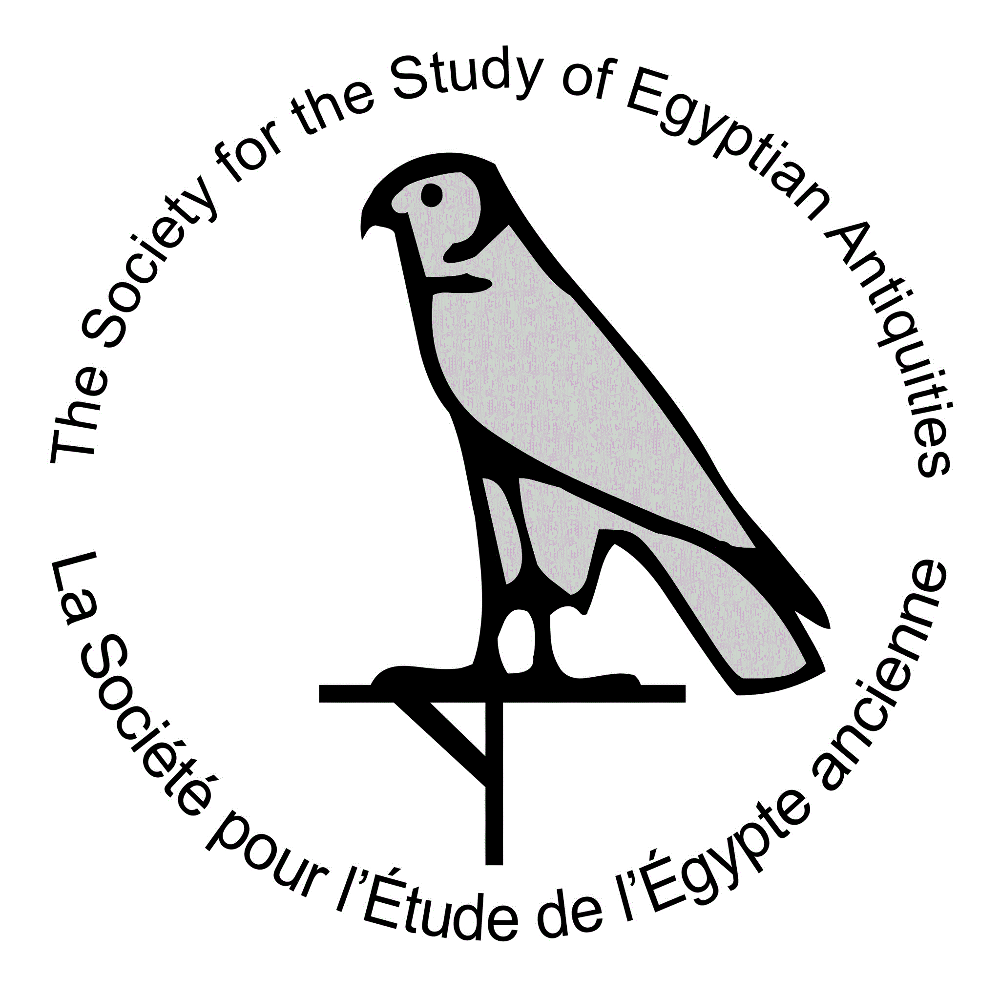 The Society for the Study of Egyptian Antiquities
La Société pour l'Étude de l'Égypte ancienne